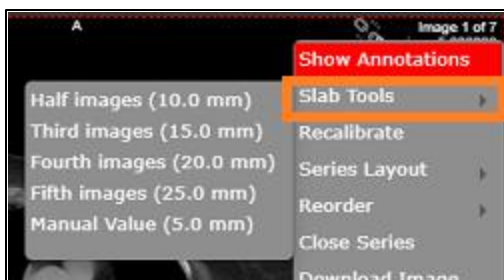 A
Image 1 of 7
Show Annotations
Slab Tools
Recalibrate
Series Layout
Reorder
Close Series
Download Image
Half images (10.0 mm)
Third images (15.0 mm)
Fourth images (20.0 mm)
Fifth images (25.0 mm)
Manual Value (5.0 mm)